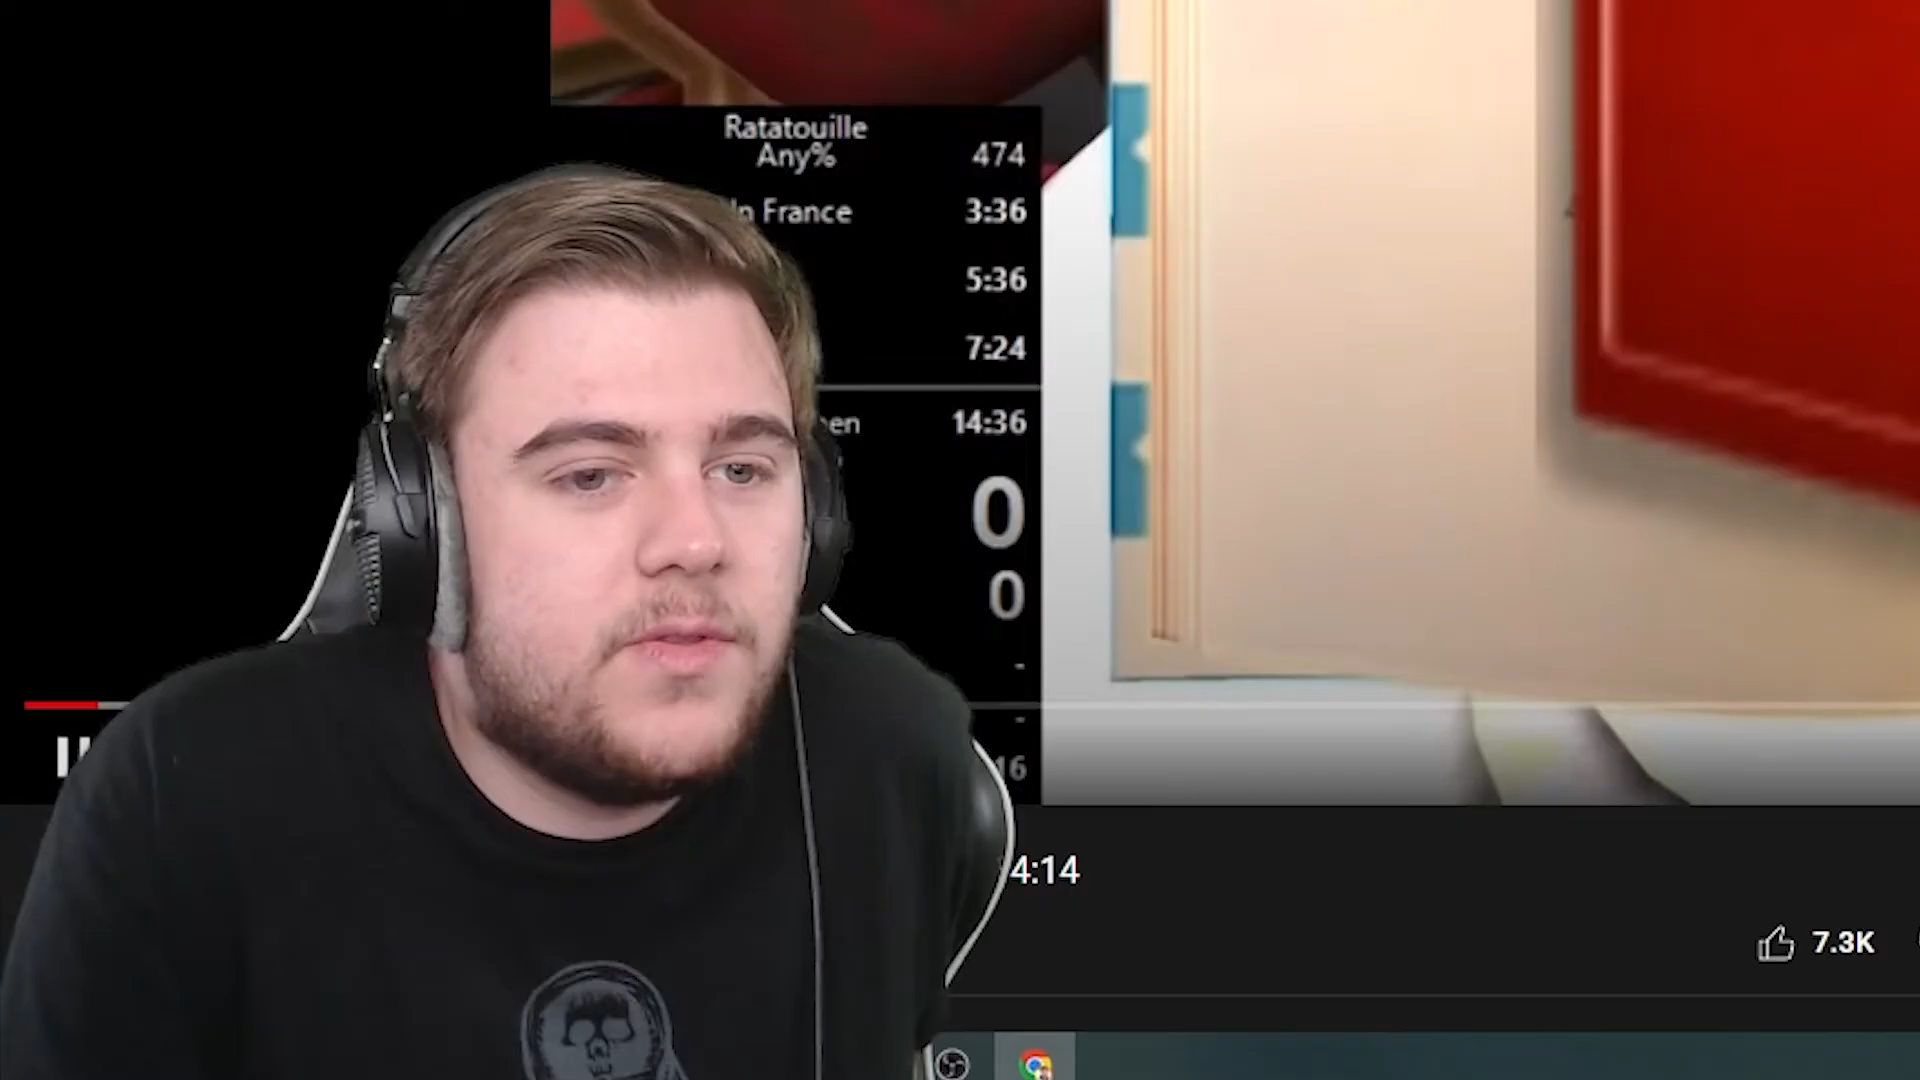 Ratatouille
Any% 474
In France 3:36
5:36
7:24
14:36
0
0
-
-
16
4:14
7.3K